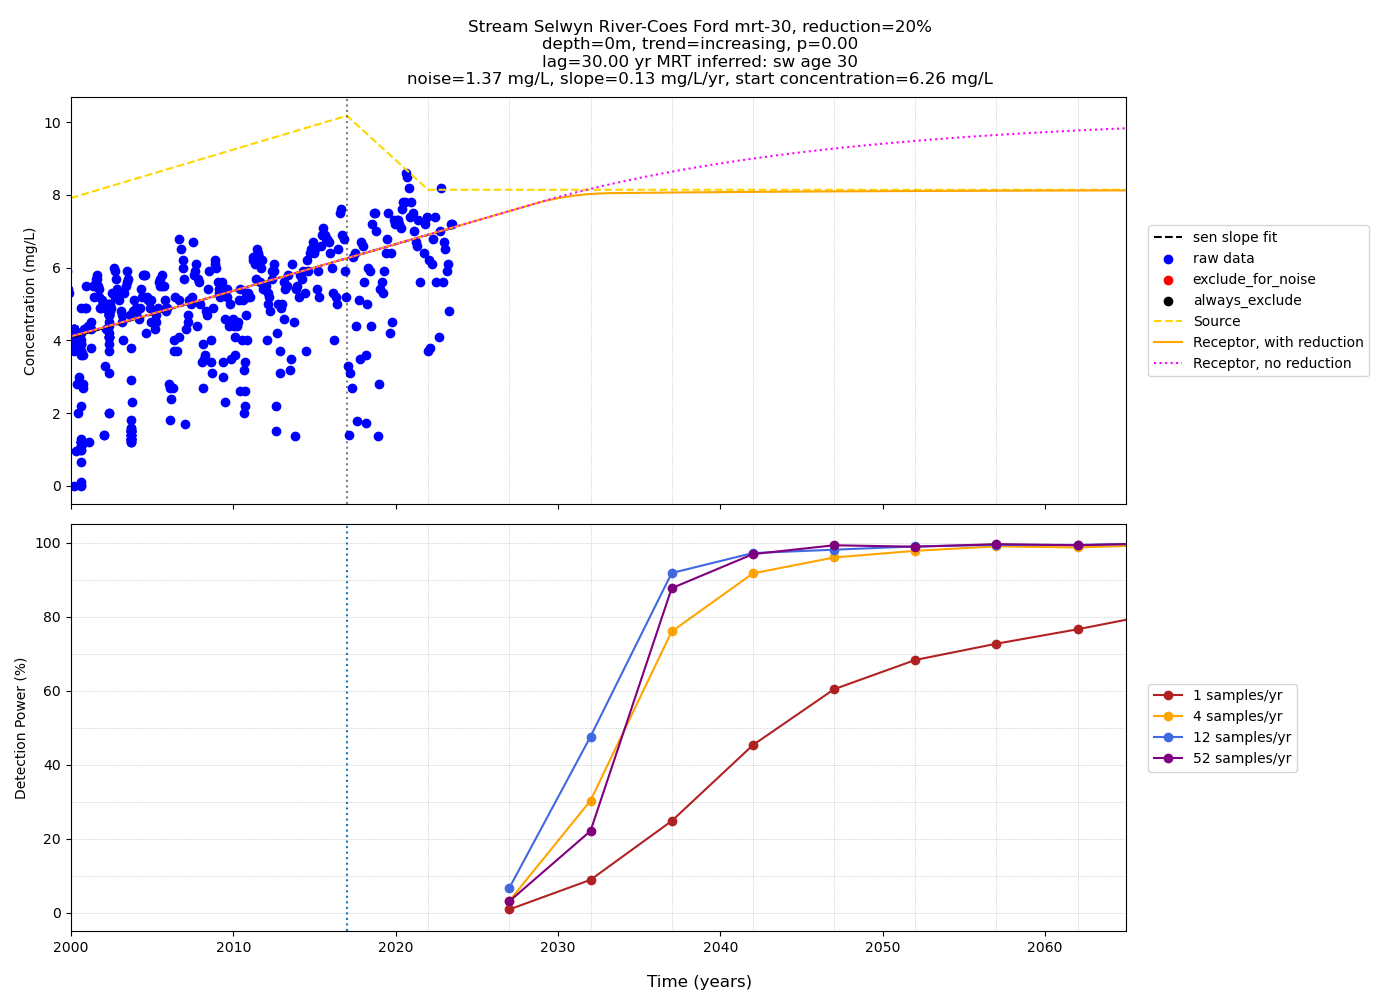 Stream Selwyn River-Coes Ford mrt-30, reduction=20%
depth=0m, trend=increasing, p=0.00
lag=30.00 yr MRT inferred: sw age 30
noise=1.37 mg/L, slope=0.13 mg/L/yr, start concentration=6.26 mg/L
10
8
6
4
2
0
Concentration (mg/L)
sen slope fit
raw data
exclude_for_noise
always_exclude
Source
Receptor, with reduction
Receptor, no reduction
100
80
60
40
20
0
Detection Power (%)
1 samples/yr
4 samples/yr
12 samples/yr
52 samples/yr
2000 2010 2020 2030 2040 2050 2060
Time (years)